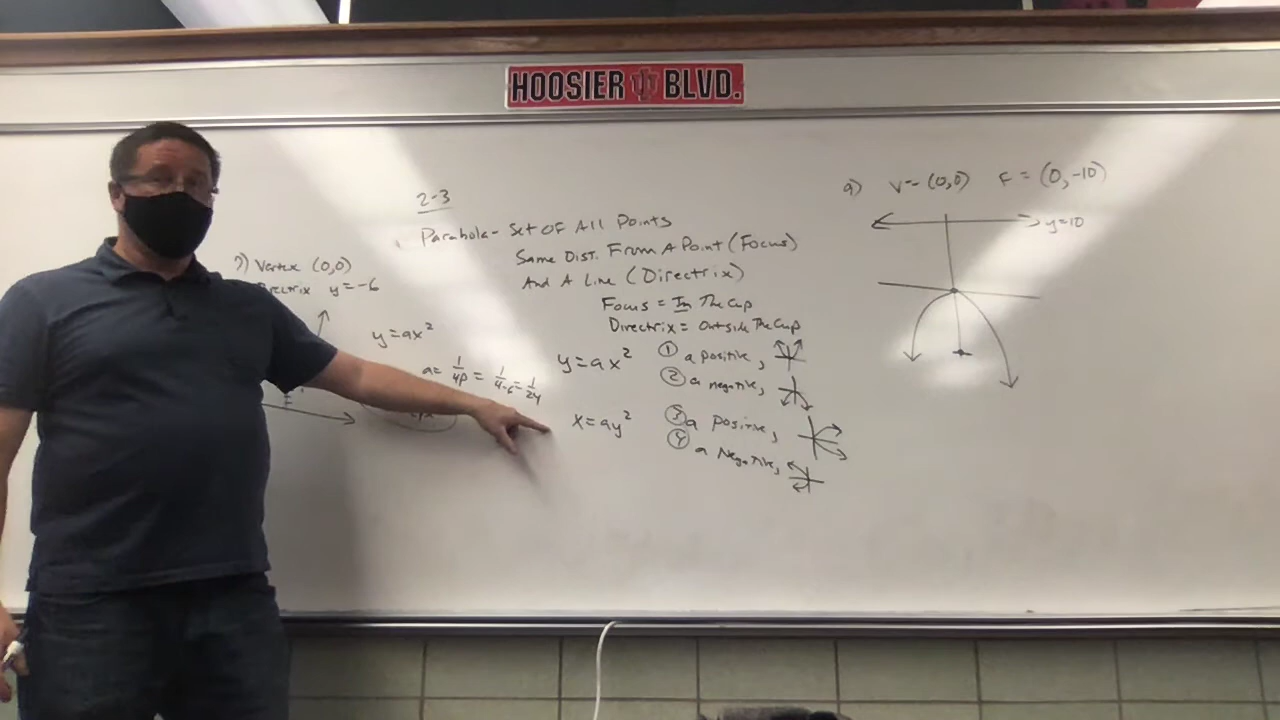 HOOSIER BLVD.
2-3
Parabola - Set OF All Points
Same Dist. From A Point (Focus)
And A Line (Directrix)
Focus = In The Cup
Directrix = Outside The Cup
7) Vertex (0,0)
y = -6
y = ax²
a = 1/4p = 1/4·6 = 1/24
y = ax²
① a positive,
② a negative,
x = ay²
③ a positive,
④ a Negative,
9) V = (0,0) F = (0,-10)
y = 10